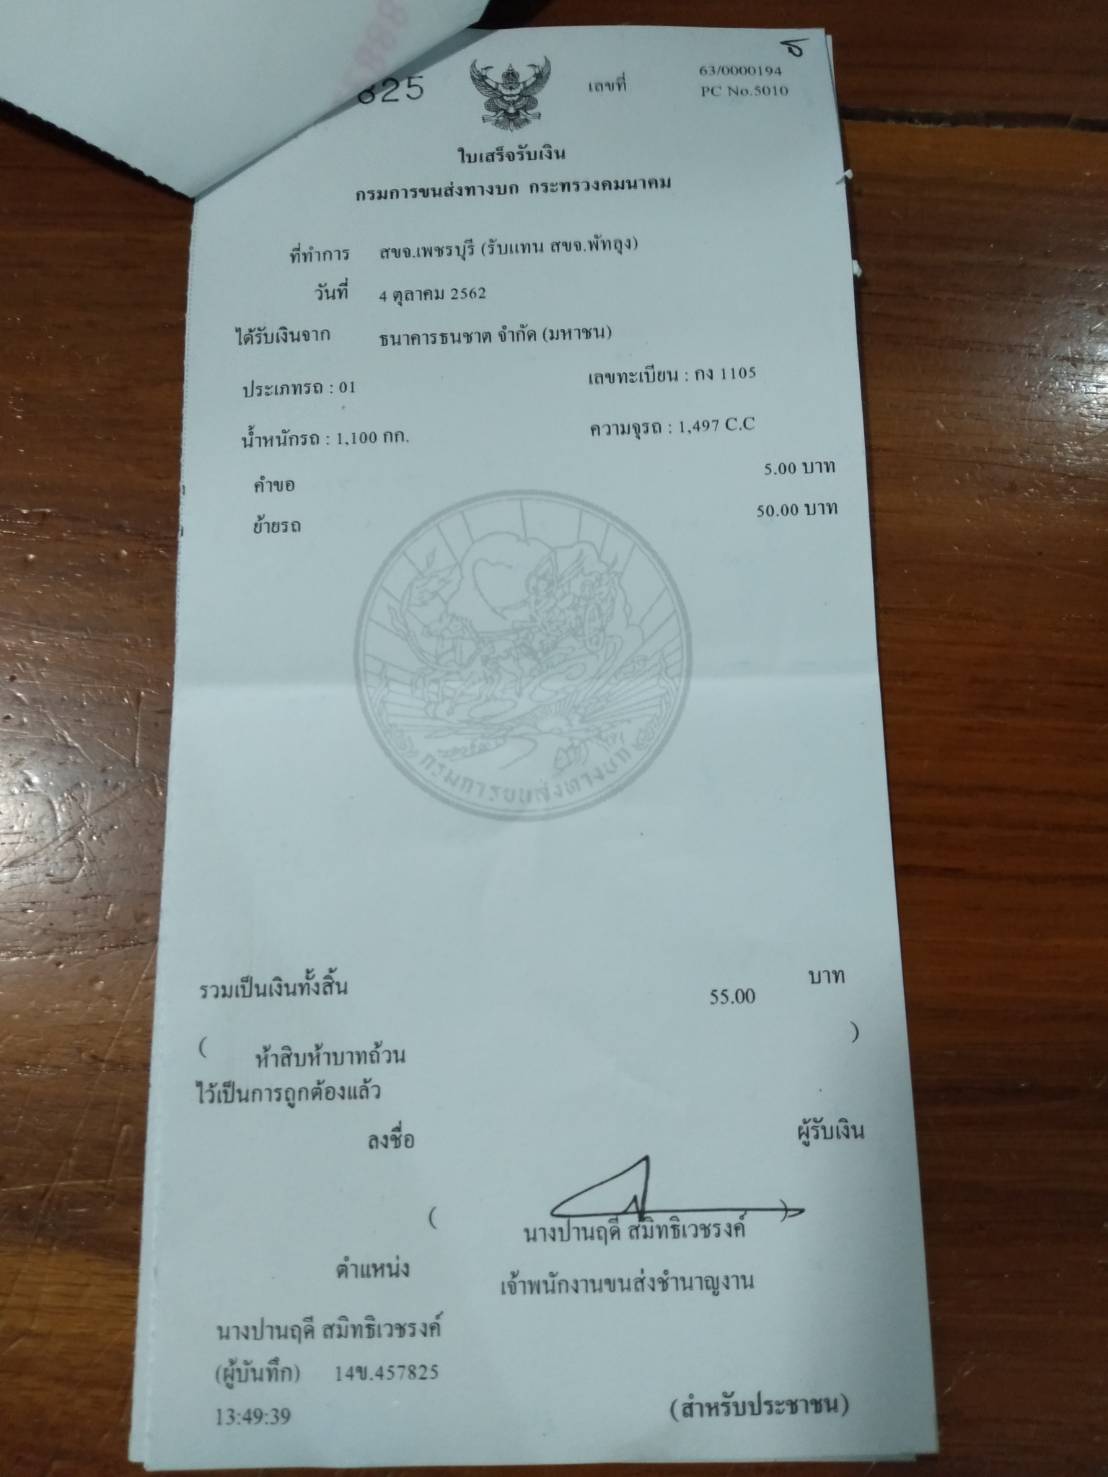 825
เลขที่ 63/0000194
PC No.5010
ใบเสร็จรับเงิน
กรมการขนส่งทางบก กระทรวงคมนาคม
ที่ทำการ สขจ.เพชรบุรี (รับแทน สขจ.พัทลุง)
วันที่ 4 ตุลาคม 2562
ได้รับเงินจาก ธนาคารธนชาต จำกัด (มหาชน)
ประเภทรถ : 01 เลขทะเบียน : กง 1105
น้ำหนักรถ : 1,100 กก. ความจุรถ : 1,497 C.C
คำขอ 5.00 บาท
ย้ายรถ 50.00 บาท
กรมการขนส่งทางบก
รวมเป็นเงินทั้งสิ้น 55.00 บาท
( ห้าสิบห้าบาทถ้วน )
ไว้เป็นการถูกต้องแล้ว
ลงชื่อ ผู้รับเงิน
( นางปานฤดี สมิทธิเวชรงค์ )
ตำแหน่ง เจ้าพนักงานขนส่งชำนาญงาน
นางปานฤดี สมิทธิเวชรงค์
(ผู้บันทึก) 14ข.457825
13:49:39 (สำหรับประชาชน)